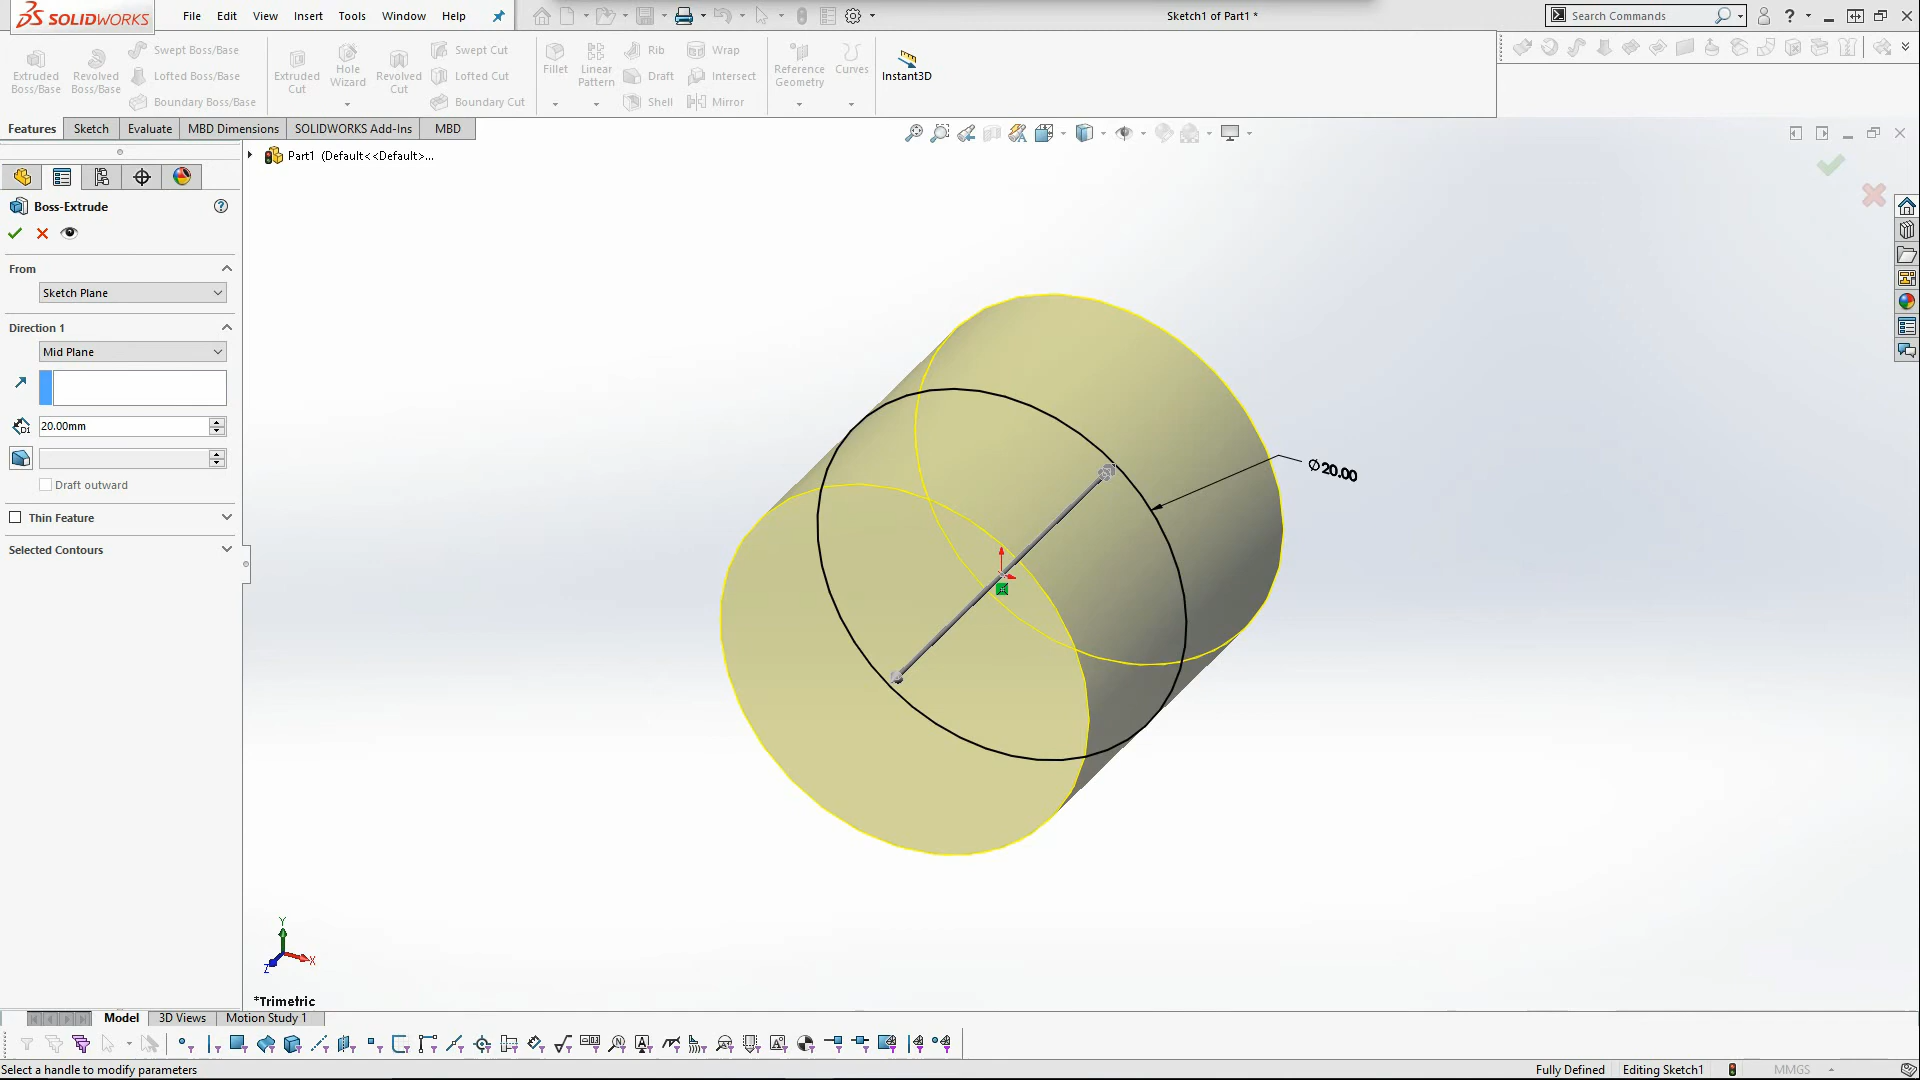 SOLIDWORKS
File Edit View Insert Tools Window Help
Sketch1 of Part1 *
Search Commands
Extruded Boss/Base
Revolved Boss/Base
Swept Boss/Base
Lofted Boss/Base
Boundary Boss/Base
Extruded Cut
Hole Wizard
Revolved Cut
Swept Cut
Lofted Cut
Boundary Cut
Fillet
Linear Pattern
Rib
Draft
Shell
Wrap
Intersect
Mirror
Reference Geometry
Curves
Instant3D
Features Sketch Evaluate MBD Dimensions SOLIDWORKS Add-Ins MBD
Part1 (Default<<Default>...
Boss-Extrude
From
Sketch Plane
Direction 1
Mid Plane
20.00mm
Draft outward
Thin Feature
Selected Contours
∅20.00
Y
X
Z
*Trimetric
Model 3D Views Motion Study 1
Select a handle to modify parameters
Fully Defined Editing Sketch1 MMGS